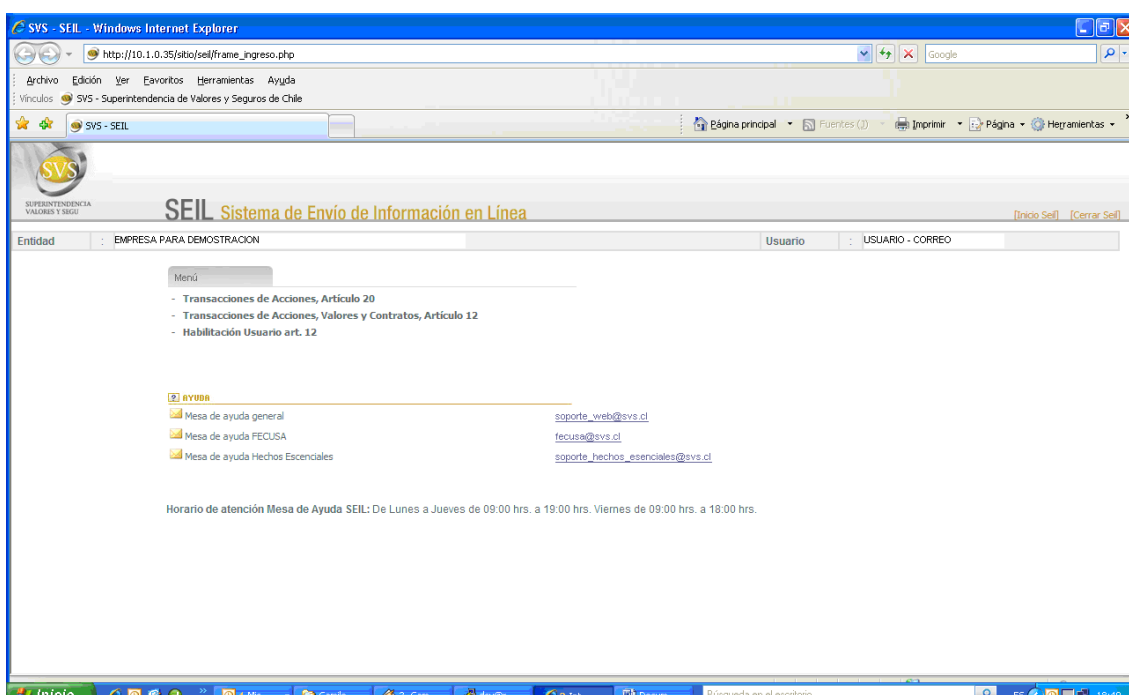 SVS - SEIL - Windows Internet Explorer
http://10.1.0.35/sitio/seil/frame_ingreso.php
Google
Archivo Edición Ver Favoritos Herramientas Ayuda
Vínculos SVS - Superintendencia de Valores y Seguros de Chile
SVS - SEIL
Página principal Fuentes (J) Imprimir Página Herramientas »
SVS
SUPERINTENDENCIA
VALORES Y SEGU
SEIL Sistema de Envío de Información en Línea
[Inicio Seil] [Cerrar Seil]
Entidad : EMPRESA PARA DEMOSTRACION Usuario : USUARIO - CORREO
Menú
- Transacciones de Acciones, Artículo 20
- Transacciones de Acciones, Valores y Contratos, Artículo 12
- Habilitación Usuario art. 12
AYUDA
Mesa de ayuda general soporte_web@svs.cl
Mesa de ayuda FECUSA fecusa@svs.cl
Mesa de ayuda Hechos Escenciales soporte_hechos_esenciales@svs.cl
Horario de atención Mesa de Ayuda SEIL: De Lunes a Jueves de 09:00 hrs. a 19:00 hrs. Viernes de 09:00 hrs. a 18:00 hrs.
Inicio Búsqueda en el escritorio ES 18:49